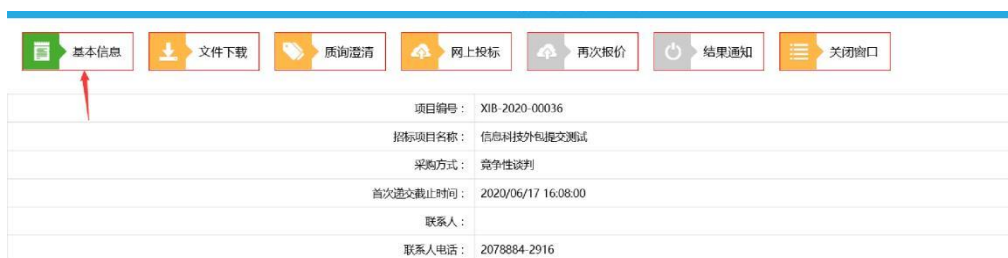 基本信息 文件下载 质询澄清 网上投标 再次报价 结果通知 关闭窗口
项目编号： XIB-2020-00036
招标项目名称： 信息科技外包提交测试
采购方式： 竞争性谈判
首次递交截止时间： 2020/06/17 16:08:00
联系人：
联系人电话： 2078884-2916